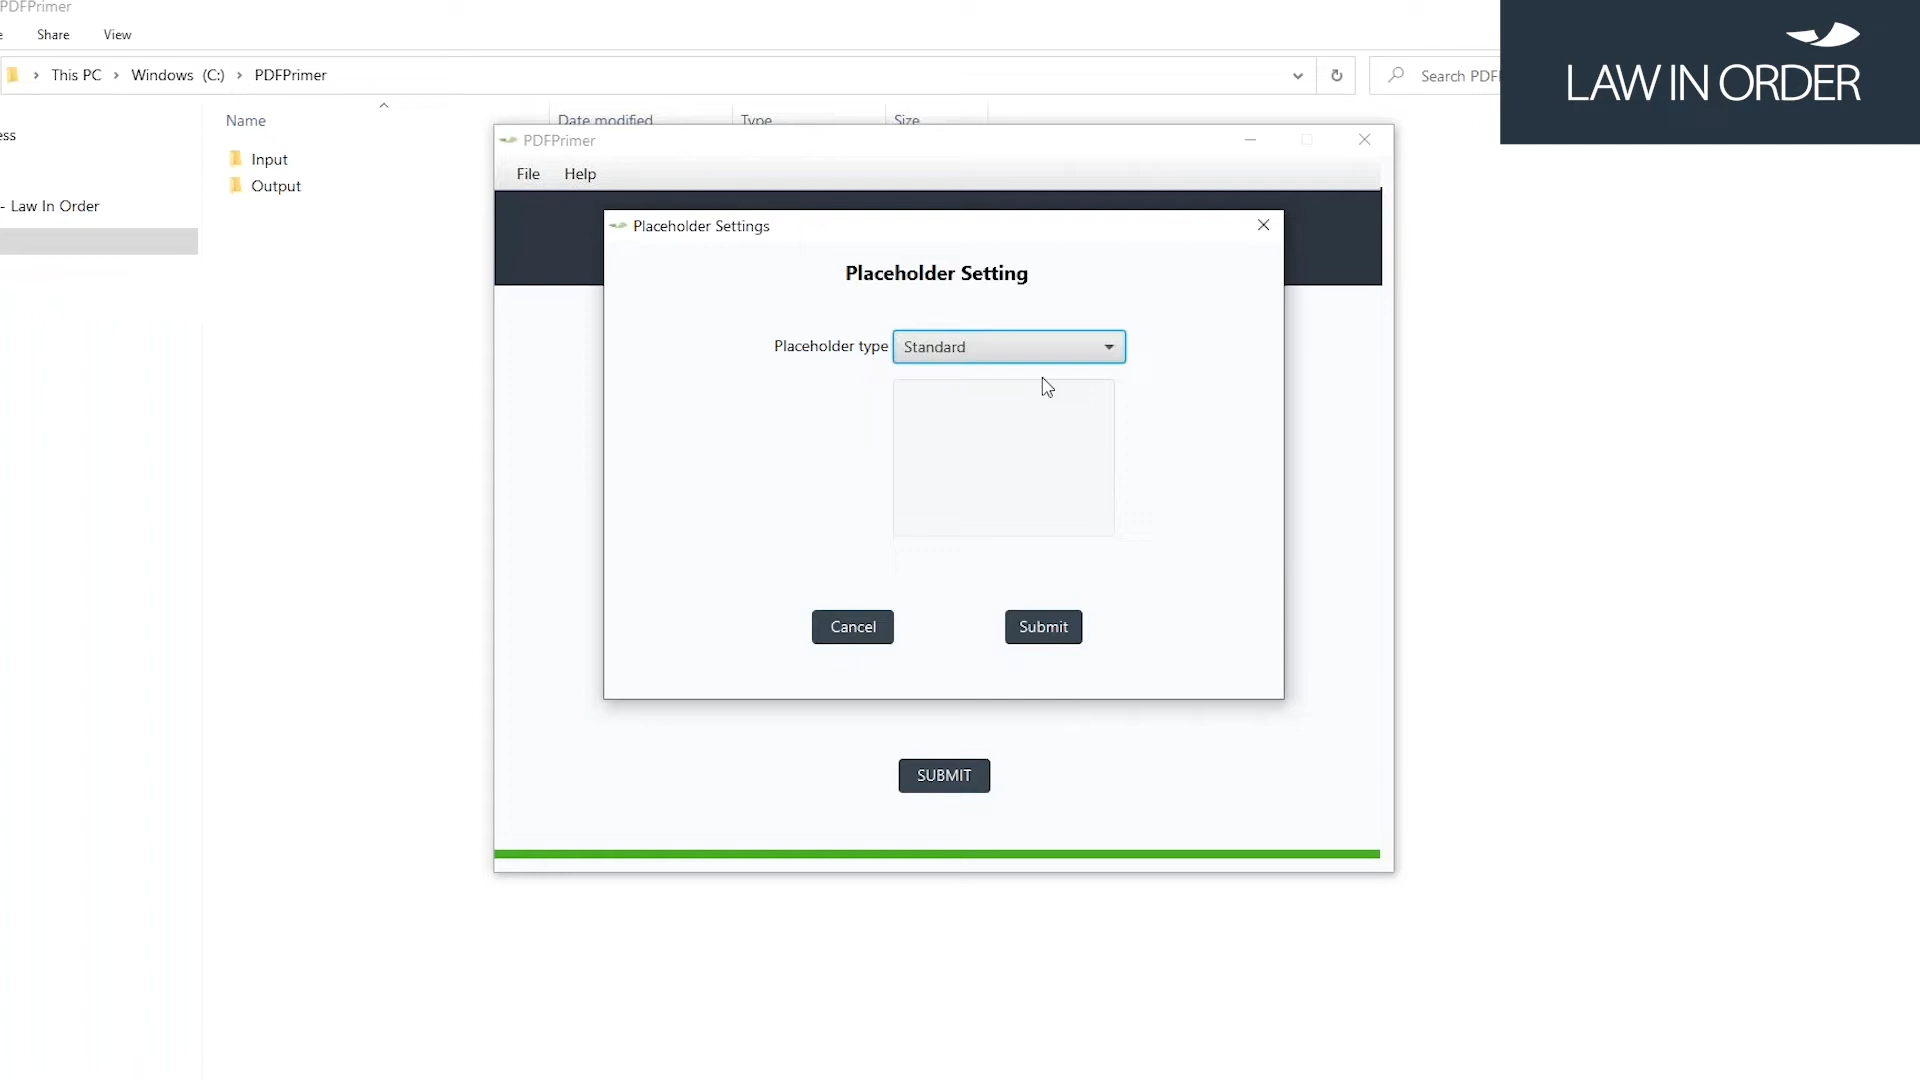 PDFPrimer
Share View
This PC > Windows (C:) > PDFPrimer
Search PDF
LAW IN ORDER
Name Date modified Type Size
Input
Output
- Law In Order
PDFPrimer
File Help
Placeholder Settings
Placeholder Setting
Placeholder type Standard
Cancel Submit
SUBMIT